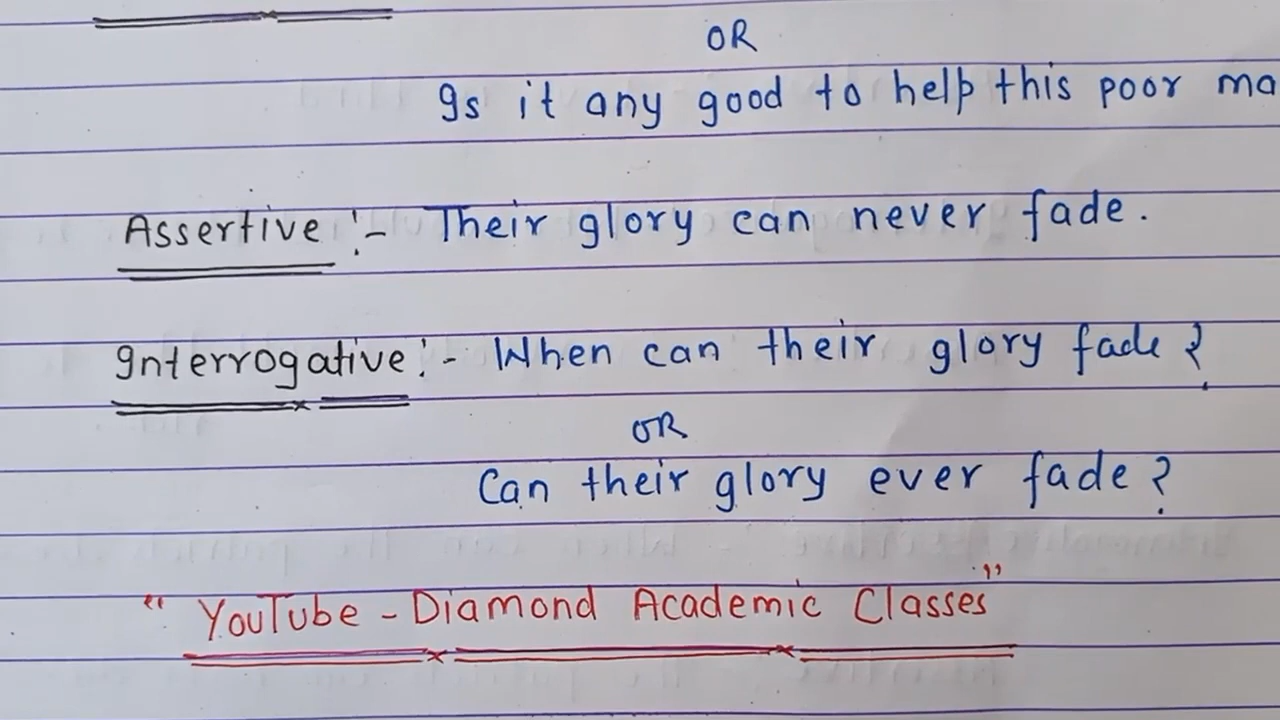 OR
Is it any good to help this poor ma
Assertive :- Their glory can never fade.
Interrogative :- When can their glory fade ?
OR
Can their glory ever fade ?
" YouTube - Diamond Academic Classes "